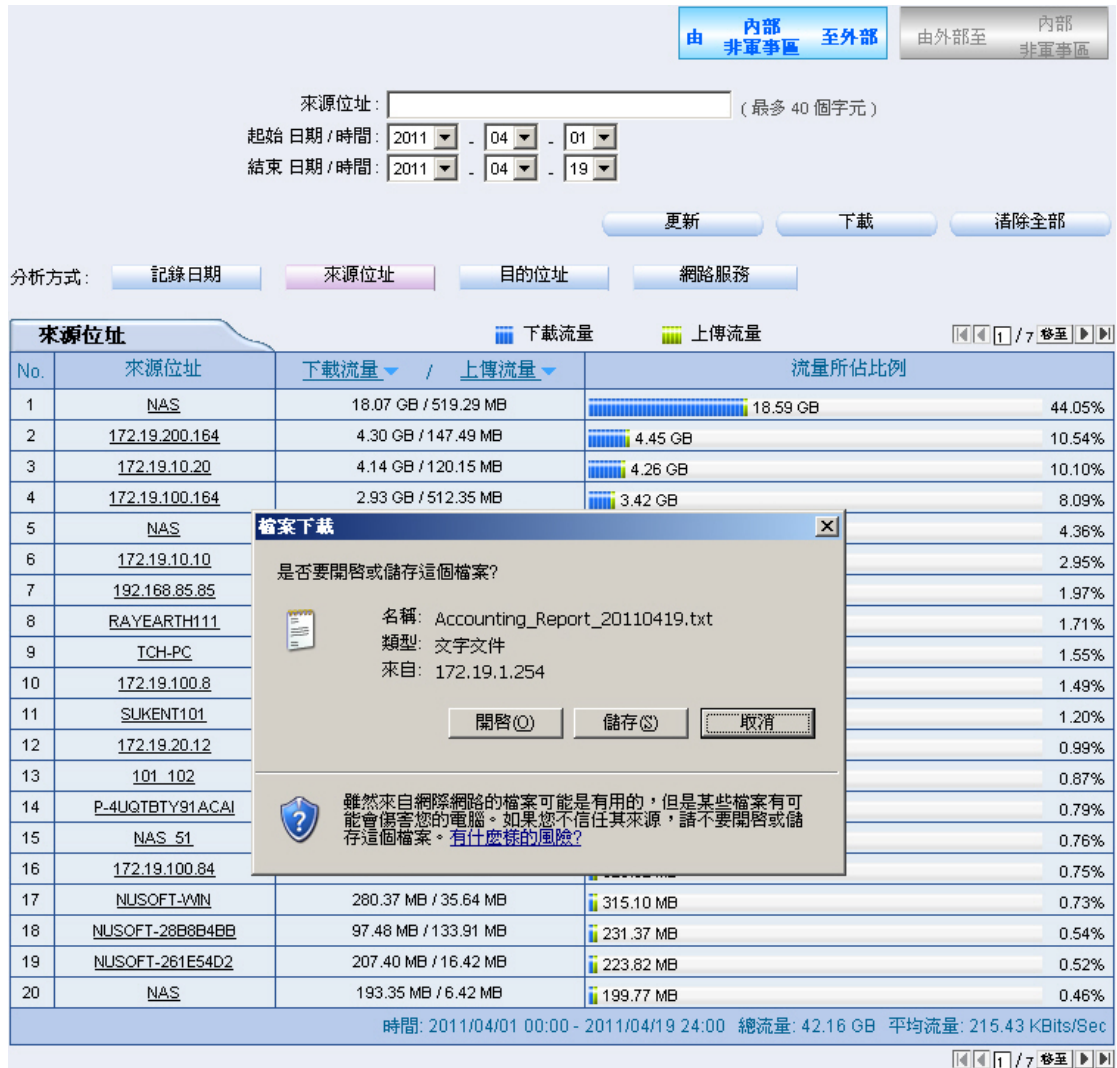 由 內部 非軍事區 至外部
由外部至 內部 非軍事區
來源位址: ( 最多 40 個字元 )
起始 日期 / 時間: 2011 - 04 - 01
結束 日期 / 時間: 2011 - 04 - 19
更新 下載 清除全部
分析方式: 記錄日期 來源位址 目的位址 網路服務
來源位址 下載流量 上傳流量 1 / 7 移至
No. 來源位址 下載流量 / 上傳流量 流量所佔比例
1 NAS 18.07 GB / 519.29 MB 18.59 GB 44.05%
2 172.19.200.164 4.30 GB / 147.49 MB 4.45 GB 10.54%
3 172.19.10.20 4.14 GB / 120.15 MB 4.26 GB 10.10%
4 172.19.100.164 2.93 GB / 512.35 MB 3.42 GB 8.09%
5 NAS 4.36%
6 172.19.10.10 2.95%
7 192.168.85.85 1.97%
8 RAYEARTH111 1.71%
9 TCH-PC 1.55%
10 172.19.100.8 1.49%
11 SUKENT101 1.20%
12 172.19.20.12 0.99%
13 101_102 0.87%
14 P-4UQTBTY91ACAI 0.79%
15 NAS_51 0.76%
16 172.19.100.84 0.75%
17 NUSOFT-WIN 280.37 MB / 35.64 MB 315.10 MB 0.73%
18 NUSOFT-28B8B4BB 97.48 MB / 133.91 MB 231.37 MB 0.54%
19 NUSOFT-261E54D2 207.40 MB / 16.42 MB 223.82 MB 0.52%
20 NAS 193.35 MB / 6.42 MB 199.77 MB 0.46%
時間: 2011/04/01 00:00 - 2011/04/19 24:00 總流量: 42.16 GB 平均流量: 215.43 KBits/Sec
1 / 7 移至
檔案下載
是否要開啓或儲存這個檔案?
名稱: Accounting_Report_20110419.txt
類型: 文字文件
來自: 172.19.1.254
開啓(O) 儲存(S) 取消
雖然來自網際網路的檔案可能是有用的，但是某些檔案有可
能會傷害您的電腦。如果您不信任其來源，請不要開啓或儲
存這個檔案。有什麼樣的風險?